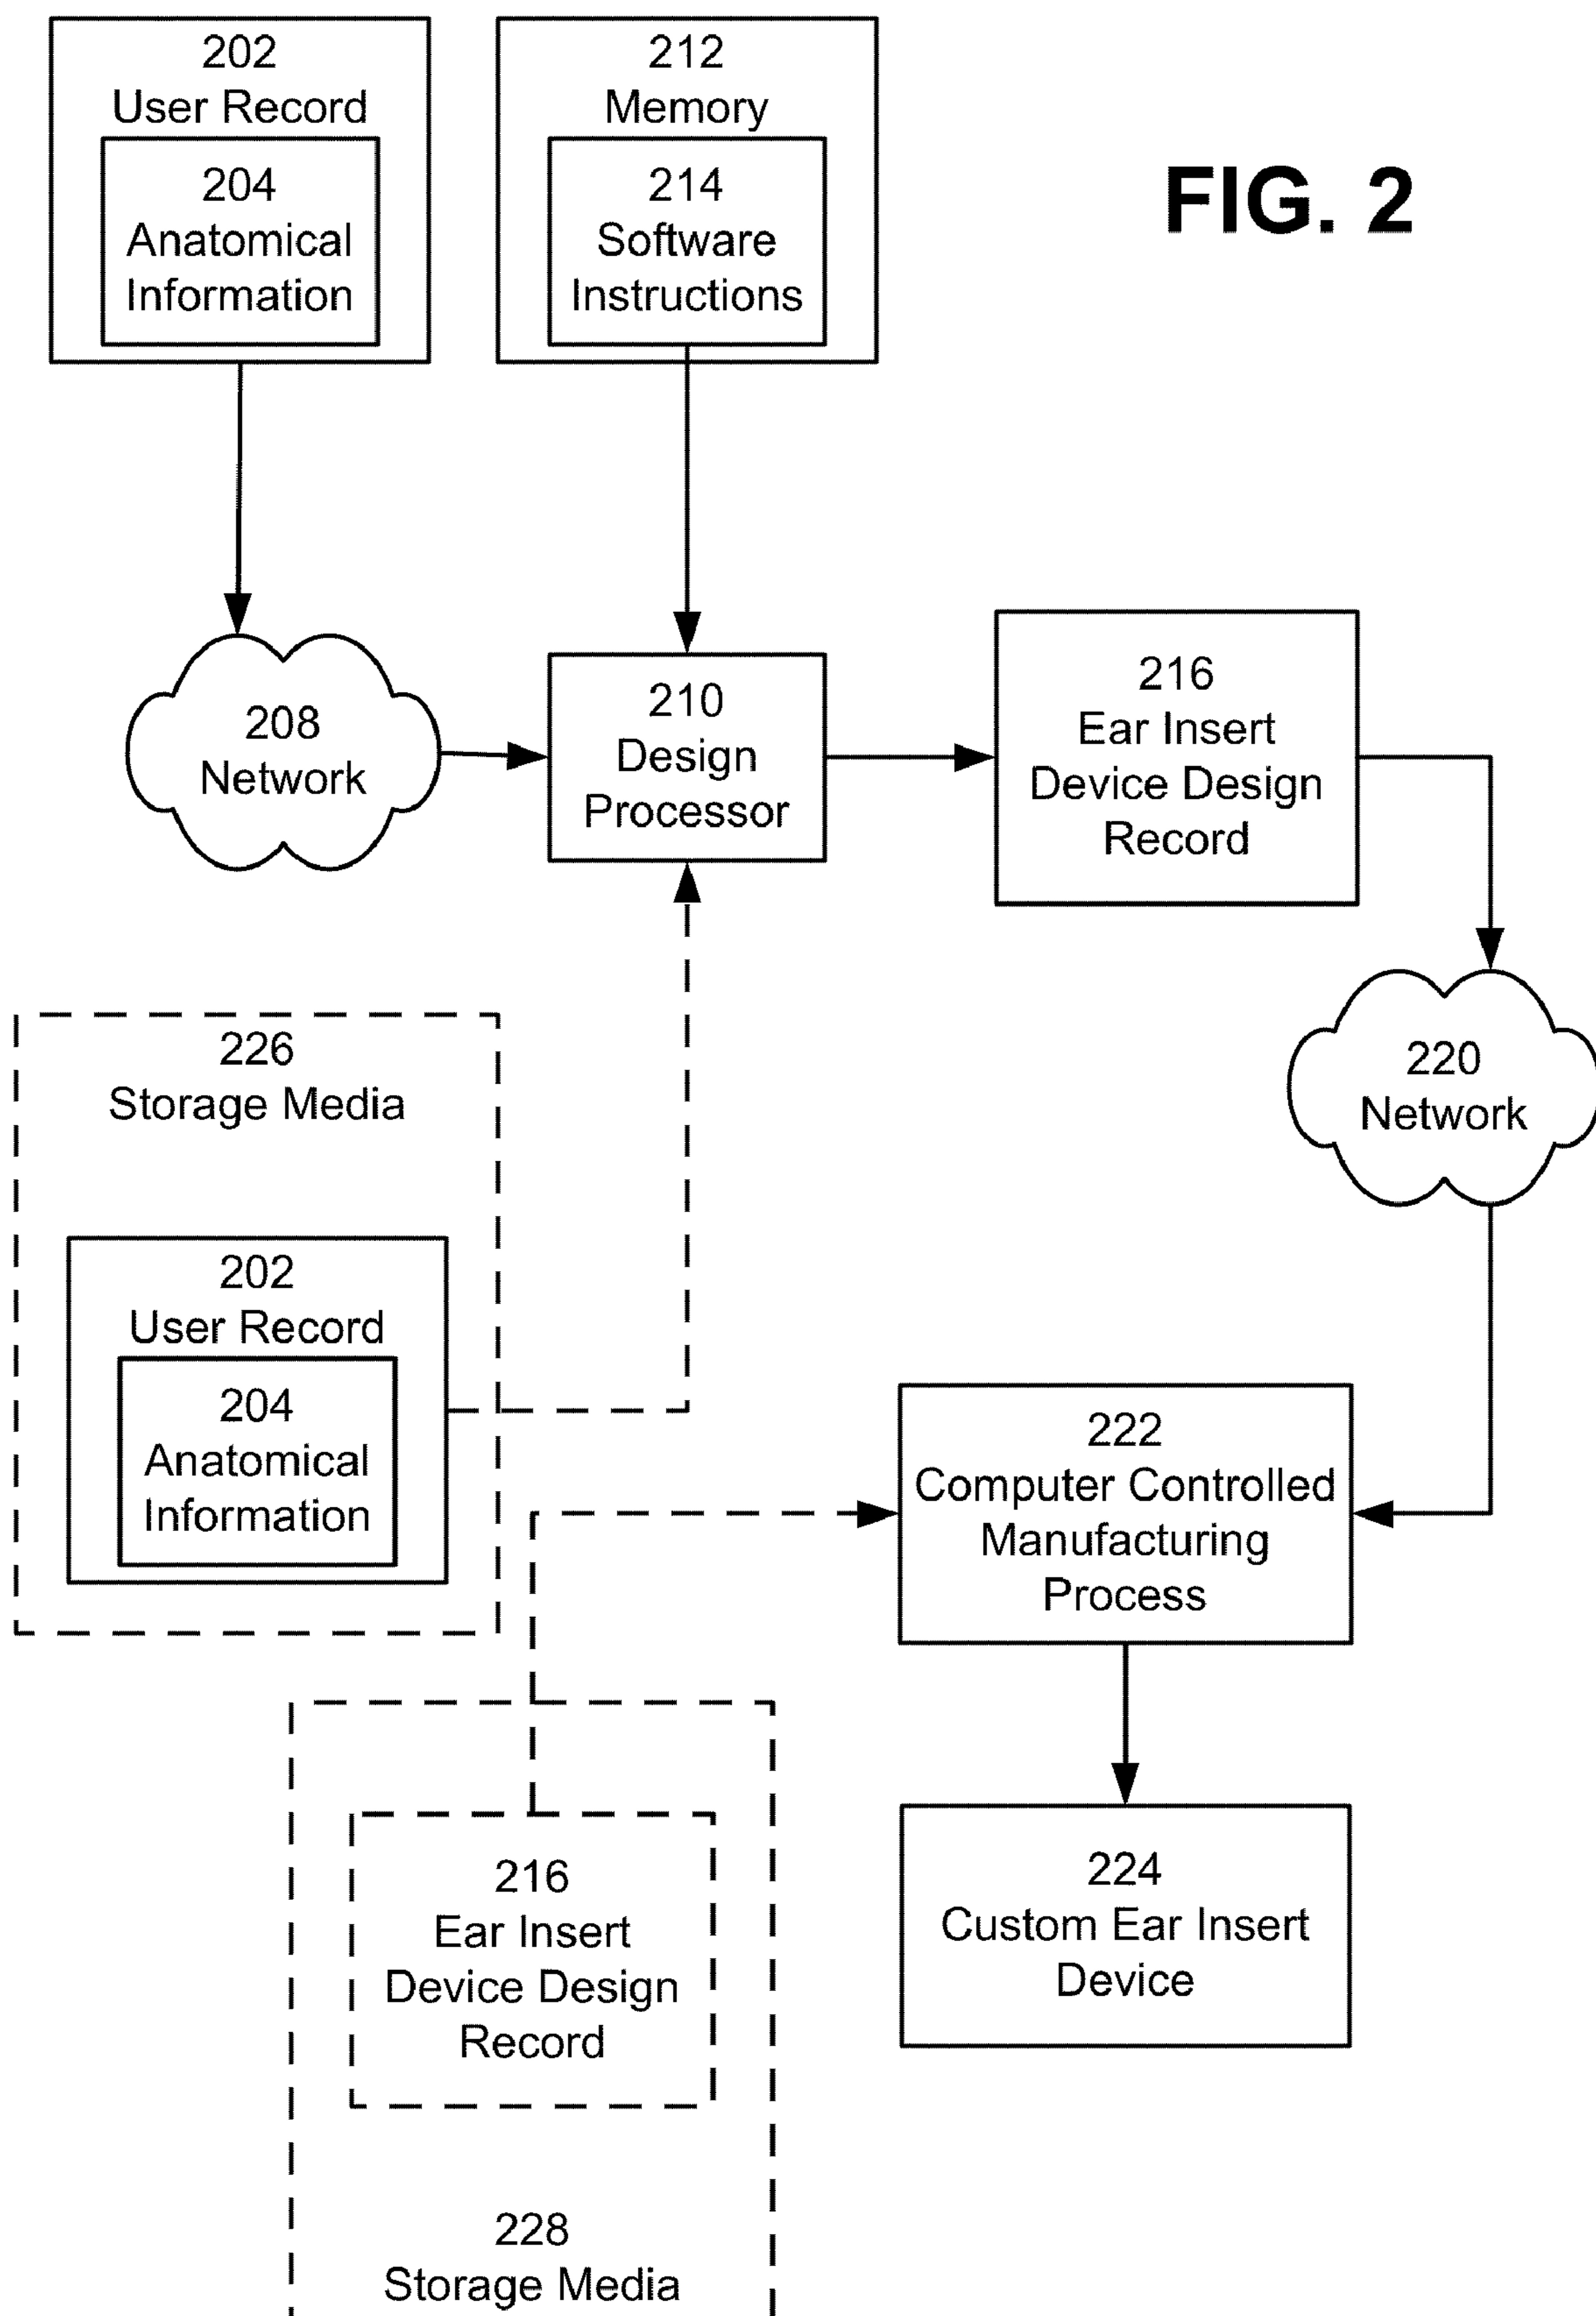 202
User Record
204
Anatomical
Information
212
Memory
214
Software
Instructions
FIG. 2
208
Network
210
Design
Processor
216
Ear Insert
Device Design
Record
220
Network
226
Storage Media
202
User Record
204
Anatomical
Information
222
Computer Controlled
Manufacturing
Process
216
Ear Insert
Device Design
Record
228
Storage Media
224
Custom Ear Insert
Device